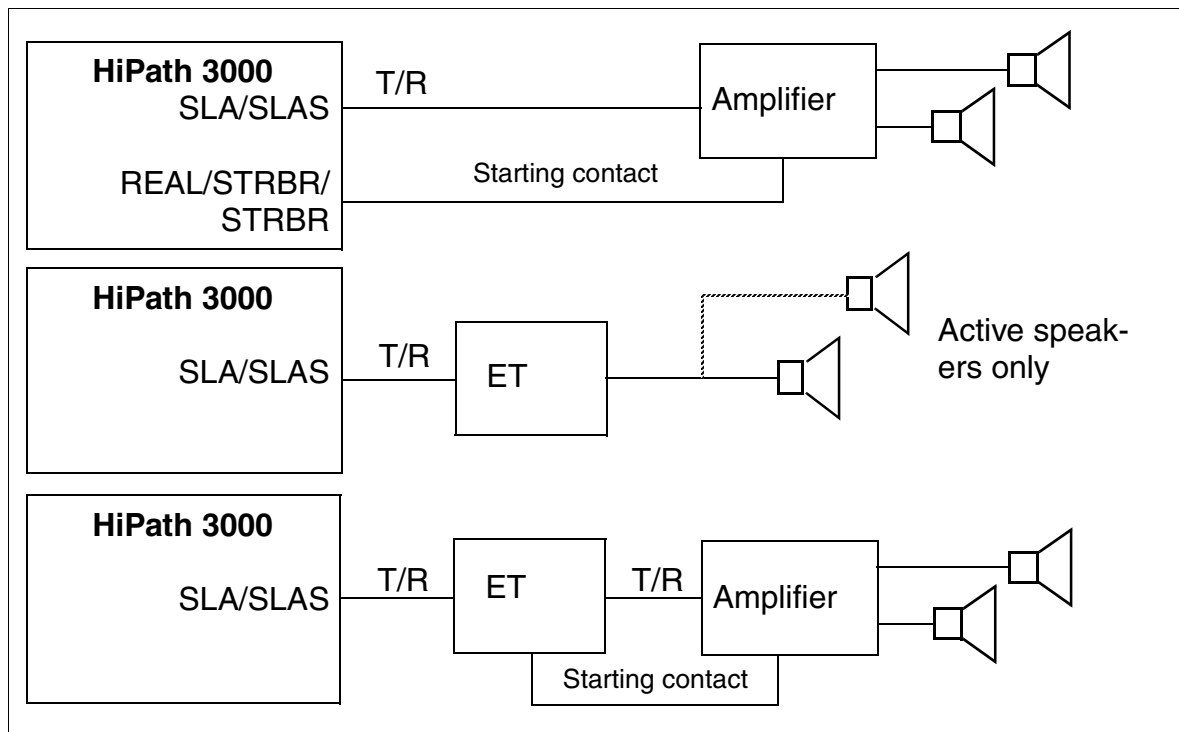 HiPath 3000
SLA/SLAS
T/R
Amplifier
REAL/STRBR/
STRBR
Starting contact
HiPath 3000
SLA/SLAS
T/R
ET
Active speak-
ers only
HiPath 3000
SLA/SLAS
T/R
ET
T/R
Amplifier
Starting contact